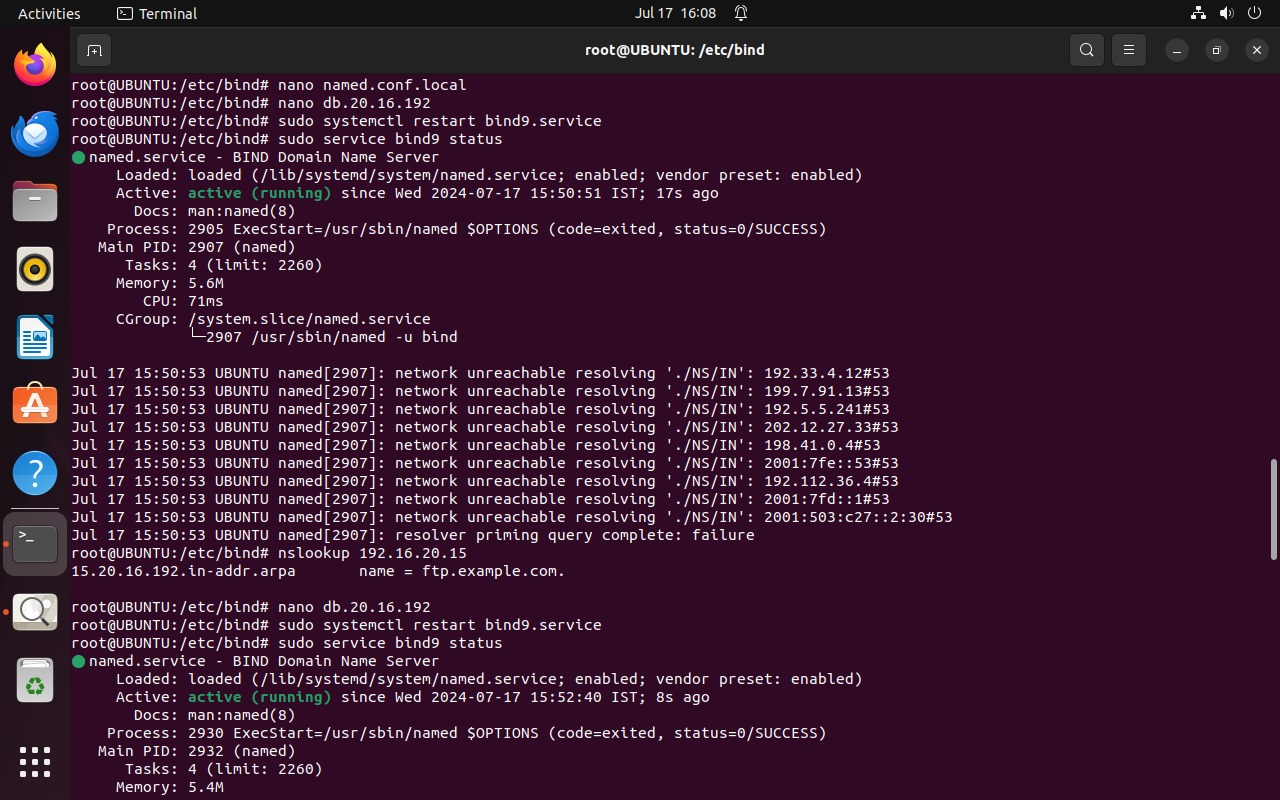 Activities
Terminal
Jul 17 16:08
root@UBUNTU: /etc/bind
root@UBUNTU:/etc/bind# nano named.conf.local
root@UBUNTU:/etc/bind# nano db.20.16.192
root@UBUNTU:/etc/bind# sudo systemctl restart bind9.service
root@UBUNTU:/etc/bind# sudo service bind9 status
● named.service - BIND Domain Name Server
Loaded: loaded (/lib/systemd/system/named.service; enabled; vendor preset: enabled)
Active: active (running) since Wed 2024-07-17 15:50:51 IST; 17s ago
Docs: man:named(8)
Process: 2905 ExecStart=/usr/sbin/named $OPTIONS (code=exited, status=0/SUCCESS)
Main PID: 2907 (named)
Tasks: 4 (limit: 2260)
Memory: 5.6M
CPU: 71ms
CGroup: /system.slice/named.service
└─2907 /usr/sbin/named -u bind
Jul 17 15:50:53 UBUNTU named[2907]: network unreachable resolving './NS/IN': 192.33.4.12#53
Jul 17 15:50:53 UBUNTU named[2907]: network unreachable resolving './NS/IN': 199.7.91.13#53
Jul 17 15:50:53 UBUNTU named[2907]: network unreachable resolving './NS/IN': 192.5.5.241#53
Jul 17 15:50:53 UBUNTU named[2907]: network unreachable resolving './NS/IN': 202.12.27.33#53
Jul 17 15:50:53 UBUNTU named[2907]: network unreachable resolving './NS/IN': 198.41.0.4#53
Jul 17 15:50:53 UBUNTU named[2907]: network unreachable resolving './NS/IN': 2001:7fe::53#53
Jul 17 15:50:53 UBUNTU named[2907]: network unreachable resolving './NS/IN': 192.112.36.4#53
Jul 17 15:50:53 UBUNTU named[2907]: network unreachable resolving './NS/IN': 2001:7fd::1#53
Jul 17 15:50:53 UBUNTU named[2907]: network unreachable resolving './NS/IN': 2001:503:c27::2:30#53
Jul 17 15:50:53 UBUNTU named[2907]: resolver priming query complete: failure
root@UBUNTU:/etc/bind# nslookup 192.16.20.15
15.20.16.192.in-addr.arpa name = ftp.example.com.
root@UBUNTU:/etc/bind# nano db.20.16.192
root@UBUNTU:/etc/bind# sudo systemctl restart bind9.service
root@UBUNTU:/etc/bind# sudo service bind9 status
● named.service - BIND Domain Name Server
Loaded: loaded (/lib/systemd/system/named.service; enabled; vendor preset: enabled)
Active: active (running) since Wed 2024-07-17 15:52:40 IST; 8s ago
Docs: man:named(8)
Process: 2930 ExecStart=/usr/sbin/named $OPTIONS (code=exited, status=0/SUCCESS)
Main PID: 2932 (named)
Tasks: 4 (limit: 2260)
Memory: 5.4M